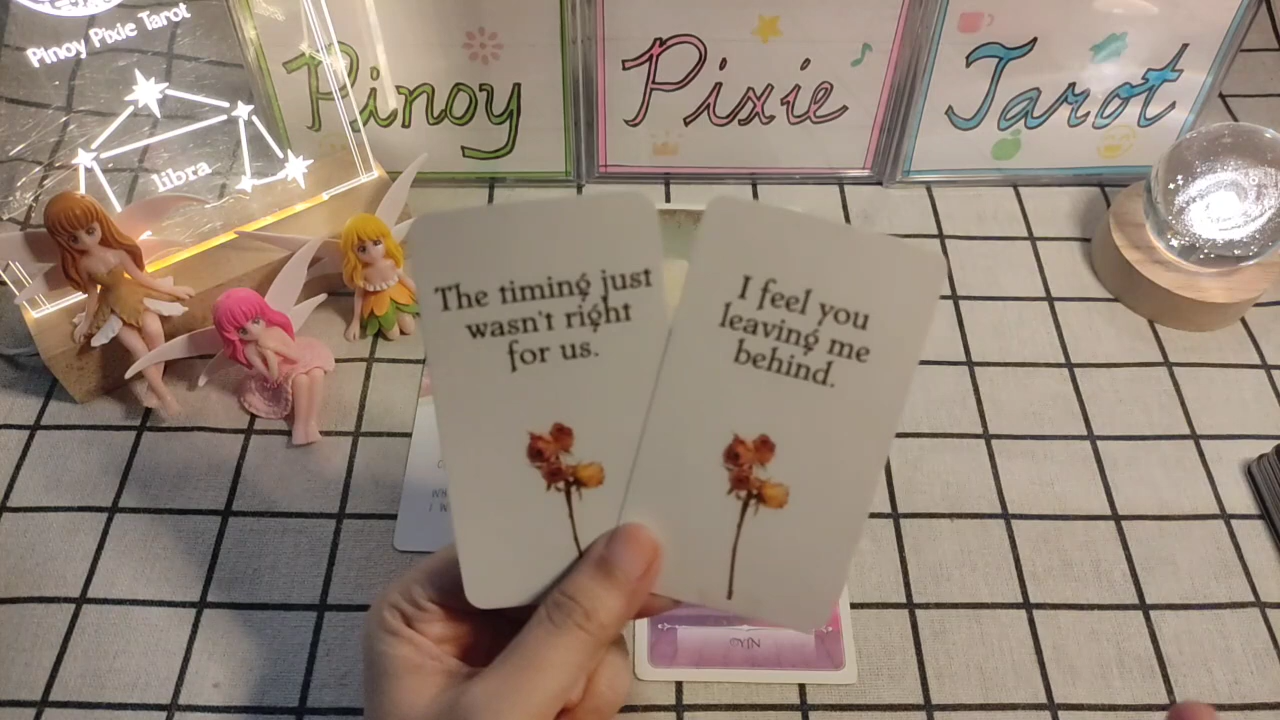 Pinoy Pixie Tarot
libra
Pinoy
Pixie
Tarot
The timing just
wasn't right
for us.
I feel you
leaving me
behind.